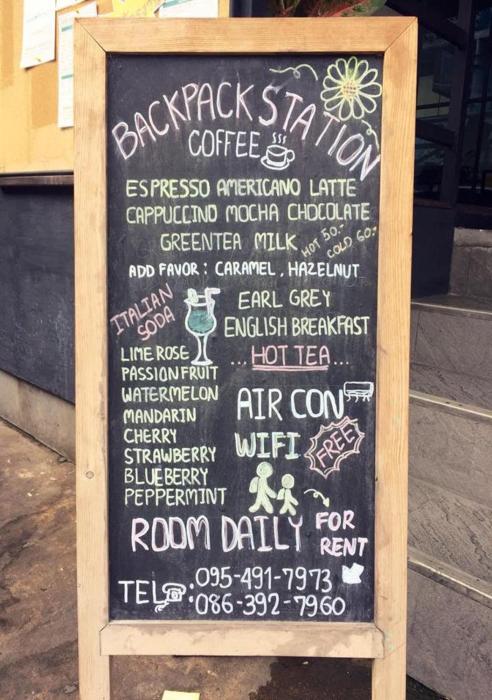 BACKPACK STATION
COFFEE
ESPRESSO AMERICANO LATTE
CAPPUCCINO MOCHA CHOCOLATE
GREENTEA MILK
HOT 50.-
COLD 60.-
ADD FAVOR : CARAMEL , HAZELNUT
ITALIAN
SODA
LIME ROSE
PASSIONFRUIT
WATERMELON
MANDARIN
CHERRY
STRAWBERRY
BLUEBERRY
PEPPERMINT
EARL GREY
ENGLISH BREAKFAST
...HOT TEA...
AIR CON
WIFI FREE
ROOM DAILY FOR
RENT
TEL : 095-491-7973
086-392-7960